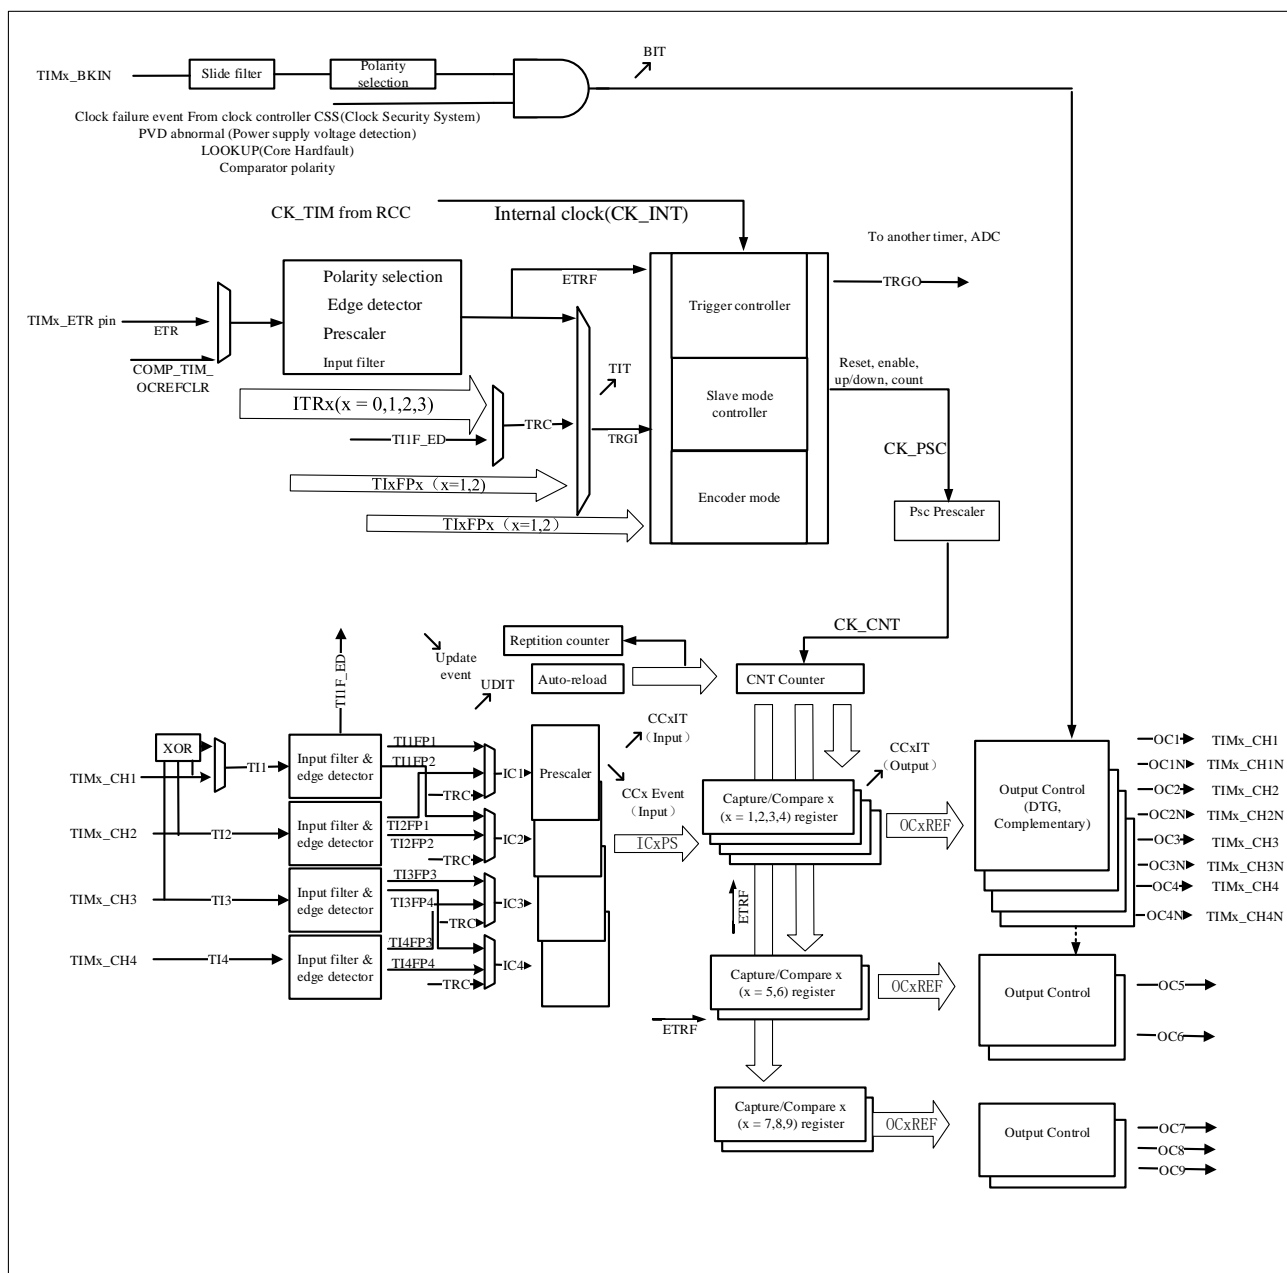 BIT
TIMx_BKIN
Slide filter
Polarity
selection
Clock failure event From clock controller CSS(Clock Security System)
PVD abnormal (Power supply voltage detection)
LOOKUP(Core Hardfault)
Comparator polarity
CK_TIM from RCC
Internal clock(CK_INT)
To another timer, ADC
TRGO
TIMx_ETR pin
ETR
COMP_TIM_
OCREFCLR
Polarity selection
Edge detector
Prescaler
Input filter
ETRF
Trigger controller
Slave mode
controller
Encoder mode
Reset, enable,
up/down, count
TIT
ITRx(x = 0,1,2,3)
TI1F_ED
TRC
TRGI
TIxFPx（x=1,2)
TIxFPx（x=1,2）
CK_PSC
Psc Prescaler
CK_CNT
Reptition counter
Auto-reload
CNT Counter
Update
event
UDIT
TI1F_ED
XOR
TIMx_CH1
TI1
Input filter &
edge detector
TI1FP1
TI1FP2
TRC
IC1
Prescaler
CCxIT
（Input）
CCx Event
（Input）
CCxIT
（Output）
TIMx_CH2
TI2
Input filter &
edge detector
TI2FP1
TI2FP2
TRC
IC2
ICxPS
Capture/Compare x
(x = 1,2,3,4) register
OCxREF
Output Control
(DTG,
Complementary)
OC1
TIMx_CH1
OC1N
TIMx_CH1N
OC2
TIMx_CH2
OC2N
TIMx_CH2N
OC3
TIMx_CH3
OC3N
TIMx_CH3N
OC4
TIMx_CH4
OC4N
TIMx_CH4N
TIMx_CH3
TI3
Input filter &
edge detector
TI3FP3
TI3FP4
TRC
IC3
ETRF
TIMx_CH4
TI4
Input filter &
edge detector
TI4FP3
TI4FP4
TRC
IC4
Capture/Compare x
(x = 5,6) register
ETRF
OCxREF
Output Control
OC5
OC6
Capture/Compare x
(x = 7,8,9) register
OCxREF
Output Control
OC7
OC8
OC9